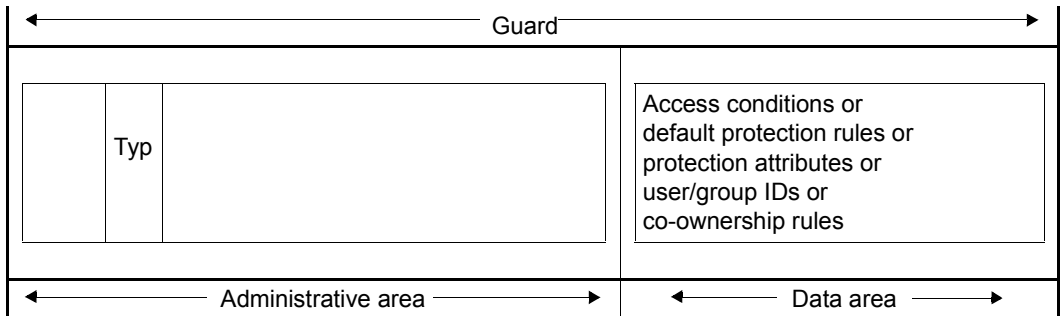 Guard
Typ
Access conditions or
default protection rules or
protection attributes or
user/group IDs or
co-ownership rules
Administrative area
Data area